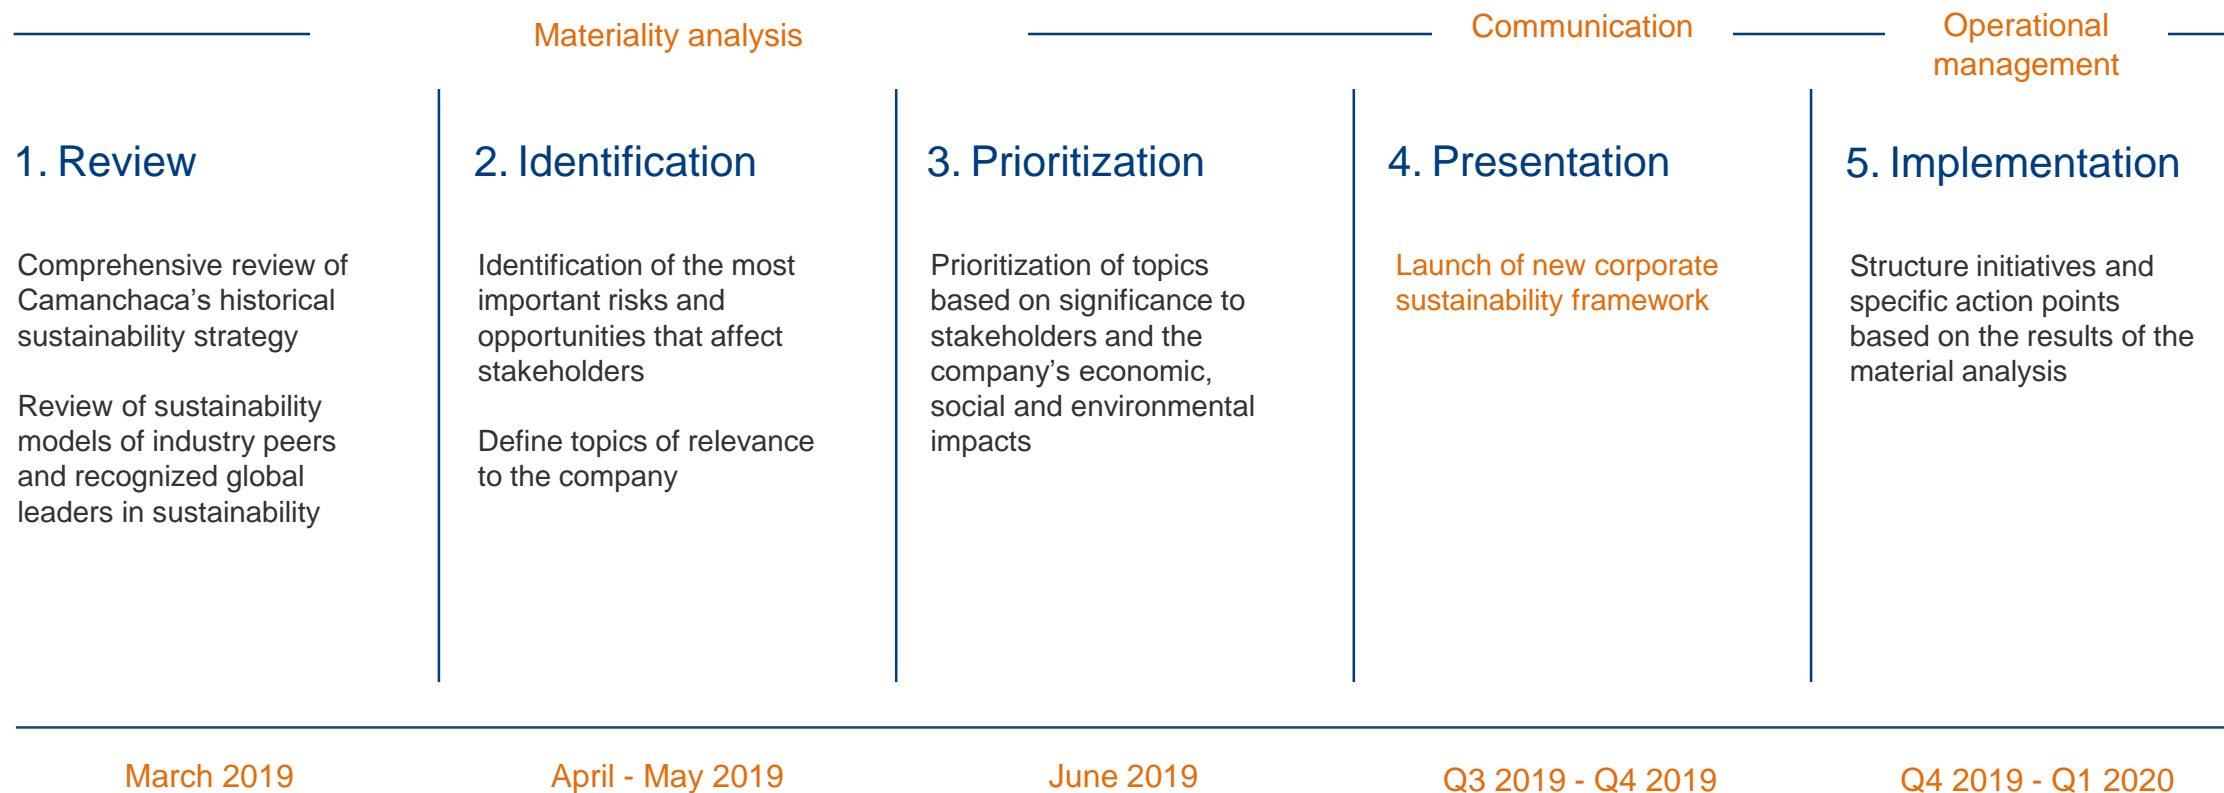 Materiality analysis
Communication
Operational
management
1. Review
Comprehensive review of
Camanchaca’s historical
sustainability strategy
Review of sustainability
models of industry peers
and recognized global
leaders in sustainability
March 2019
2. Identification
Identification of the most
important risks and
opportunities that affect
stakeholders
Define topics of relevance
to the company
April - May 2019
3. Prioritization
Prioritization of topics
based on significance to
stakeholders and the
company’s economic,
social and environmental
impacts
June 2019
4. Presentation
Launch of new corporate
sustainability framework
Q3 2019 - Q4 2019
5. Implementation
Structure initiatives and
specific action points
based on the results of the
material analysis
Q4 2019 - Q1 2020